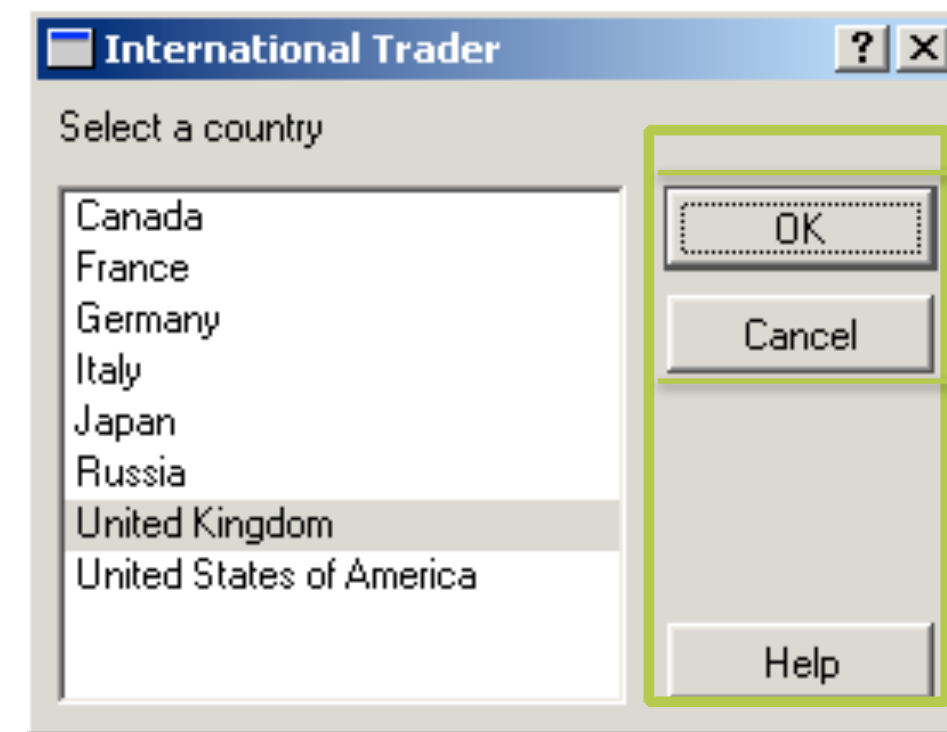 International Trader
Select a country
Canada
France
Germany
Italy
Japan
Russia
United Kingdom
United States of America
OK
Cancel
Help